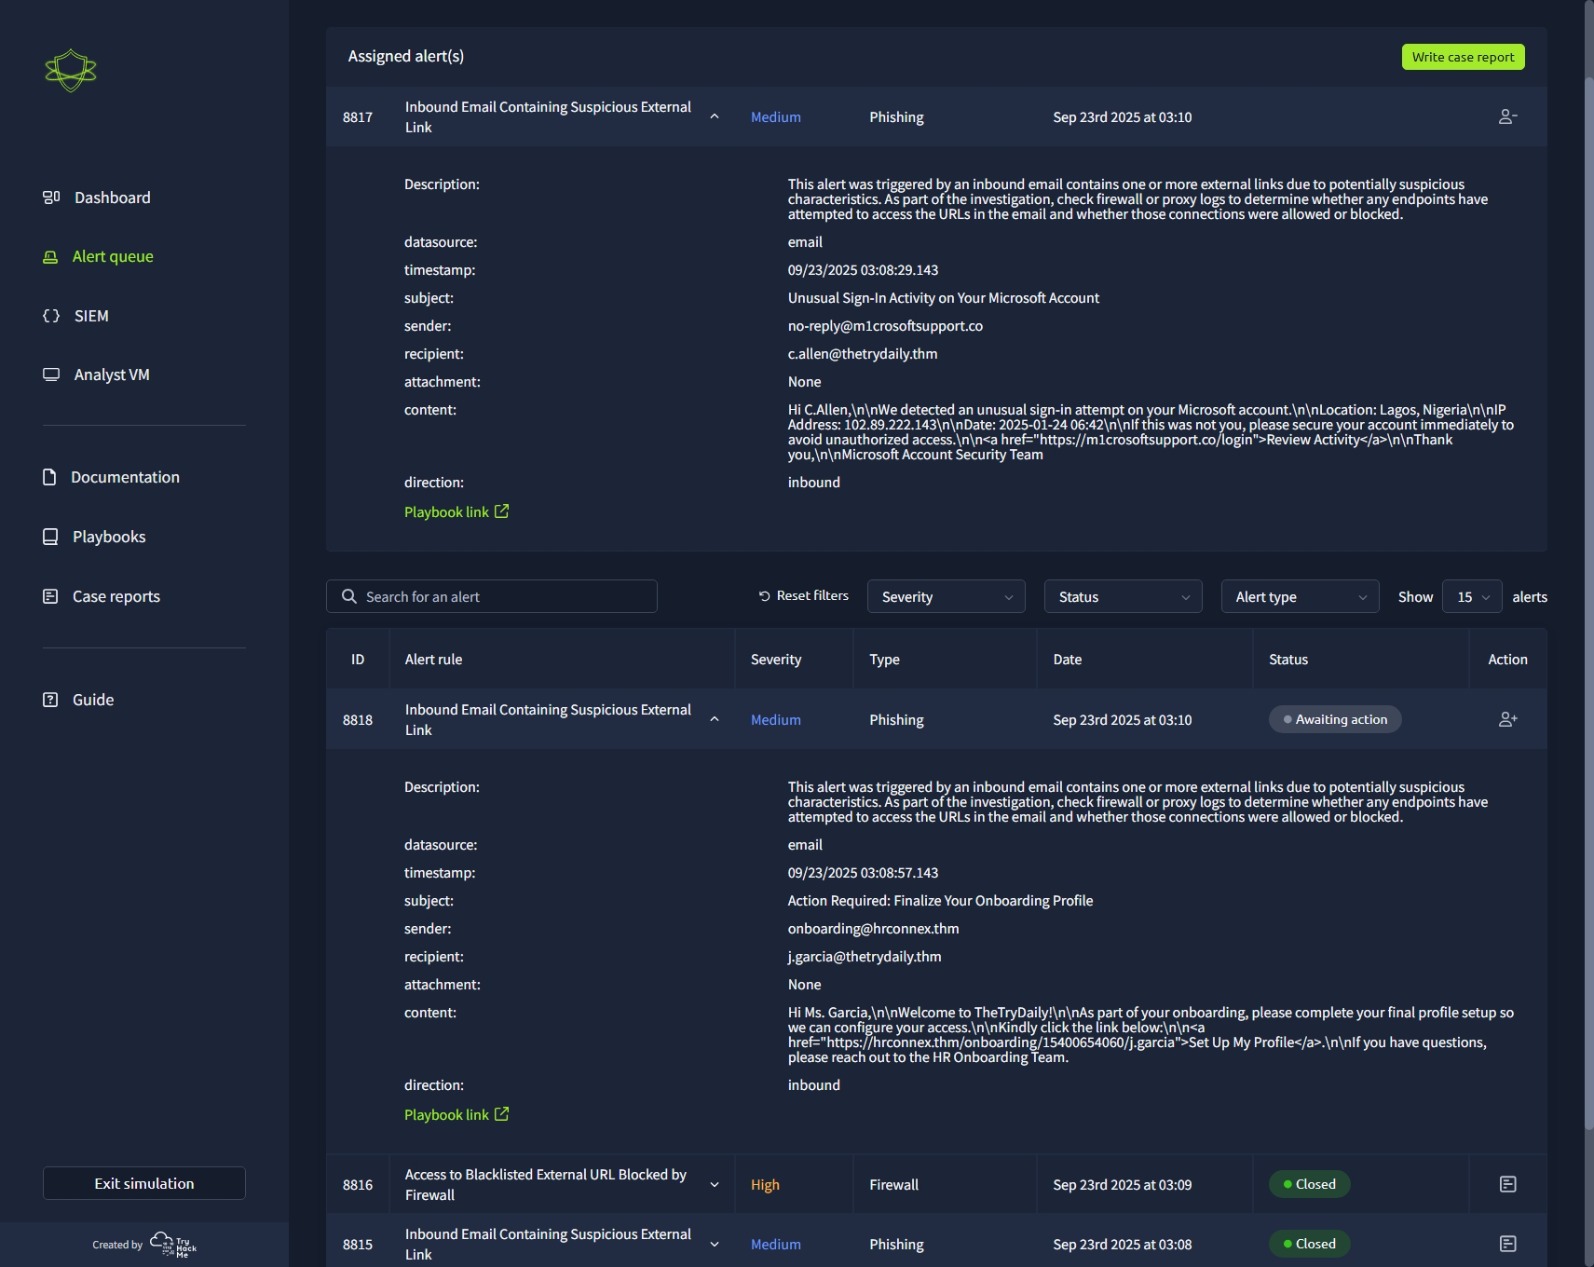 Assigned alert(s)
Write case report
8817
Inbound Email Containing Suspicious External
Link
Medium
Phishing
Sep 23rd 2025 at 03:10
Description:
This alert was triggered by an inbound email contains one or more external links due to potentially suspicious
characteristics. As part of the investigation, check firewall or proxy logs to determine whether any endpoints have
attempted to access the URLs in the email and whether those connections were allowed or blocked.
datasource:
email
timestamp:
09/23/2025 03:08:29.143
subject:
Unusual Sign-In Activity on Your Microsoft Account
sender:
no-reply@m1crosoftsupport.co
recipient:
c.allen@thetrydaily.thm
attachment:
None
content:
Hi C.Allen,\n\nWe detected an unusual sign-in attempt on your Microsoft account.\n\nLocation: Lagos, Nigeria\n\nIP
Address: 102.89.222.143\n\nDate: 2025-01-24 06:42\n\nIf this was not you, please secure your account immediately to
avoid unauthorized access.\n\n<a href="https://m1crosoftsupport.co/login">Review Activity</a>\n\nThank
you,\n\nMicrosoft Account Security Team
direction:
inbound
Playbook link
Dashboard
Alert queue
SIEM
Analyst VM
Documentation
Playbooks
Case reports
Guide
Exit simulation
Created by
Try
Hack
Me
Search for an alert
Reset filters
Severity
Status
Alert type
Show
15
alerts
ID
Alert rule
Severity
Type
Date
Status
Action
8818
Inbound Email Containing Suspicious External
Link
Medium
Phishing
Sep 23rd 2025 at 03:10
Awaiting action
Description:
This alert was triggered by an inbound email contains one or more external links due to potentially suspicious
characteristics. As part of the investigation, check firewall or proxy logs to determine whether any endpoints have
attempted to access the URLs in the email and whether those connections were allowed or blocked.
datasource:
email
timestamp:
09/23/2025 03:08:57.143
subject:
Action Required: Finalize Your Onboarding Profile
sender:
onboarding@hrconnex.thm
recipient:
j.garcia@thetrydaily.thm
attachment:
None
content:
Hi Ms. Garcia,\n\nWelcome to TheTryDaily!\n\nAs part of your onboarding, please complete your final profile setup so
we can configure your access.\n\nKindly click the link below:\n\n<a
href="https://hrconnex.thm/onboarding/15400654060/j.garcia">Set Up My Profile</a>.\n\nIf you have questions,
please reach out to the HR Onboarding Team.
direction:
inbound
Playbook link
8816
Access to Blacklisted External URL Blocked by
Firewall
High
Firewall
Sep 23rd 2025 at 03:09
Closed
8815
Inbound Email Containing Suspicious External
Link
Medium
Phishing
Sep 23rd 2025 at 03:08
Closed